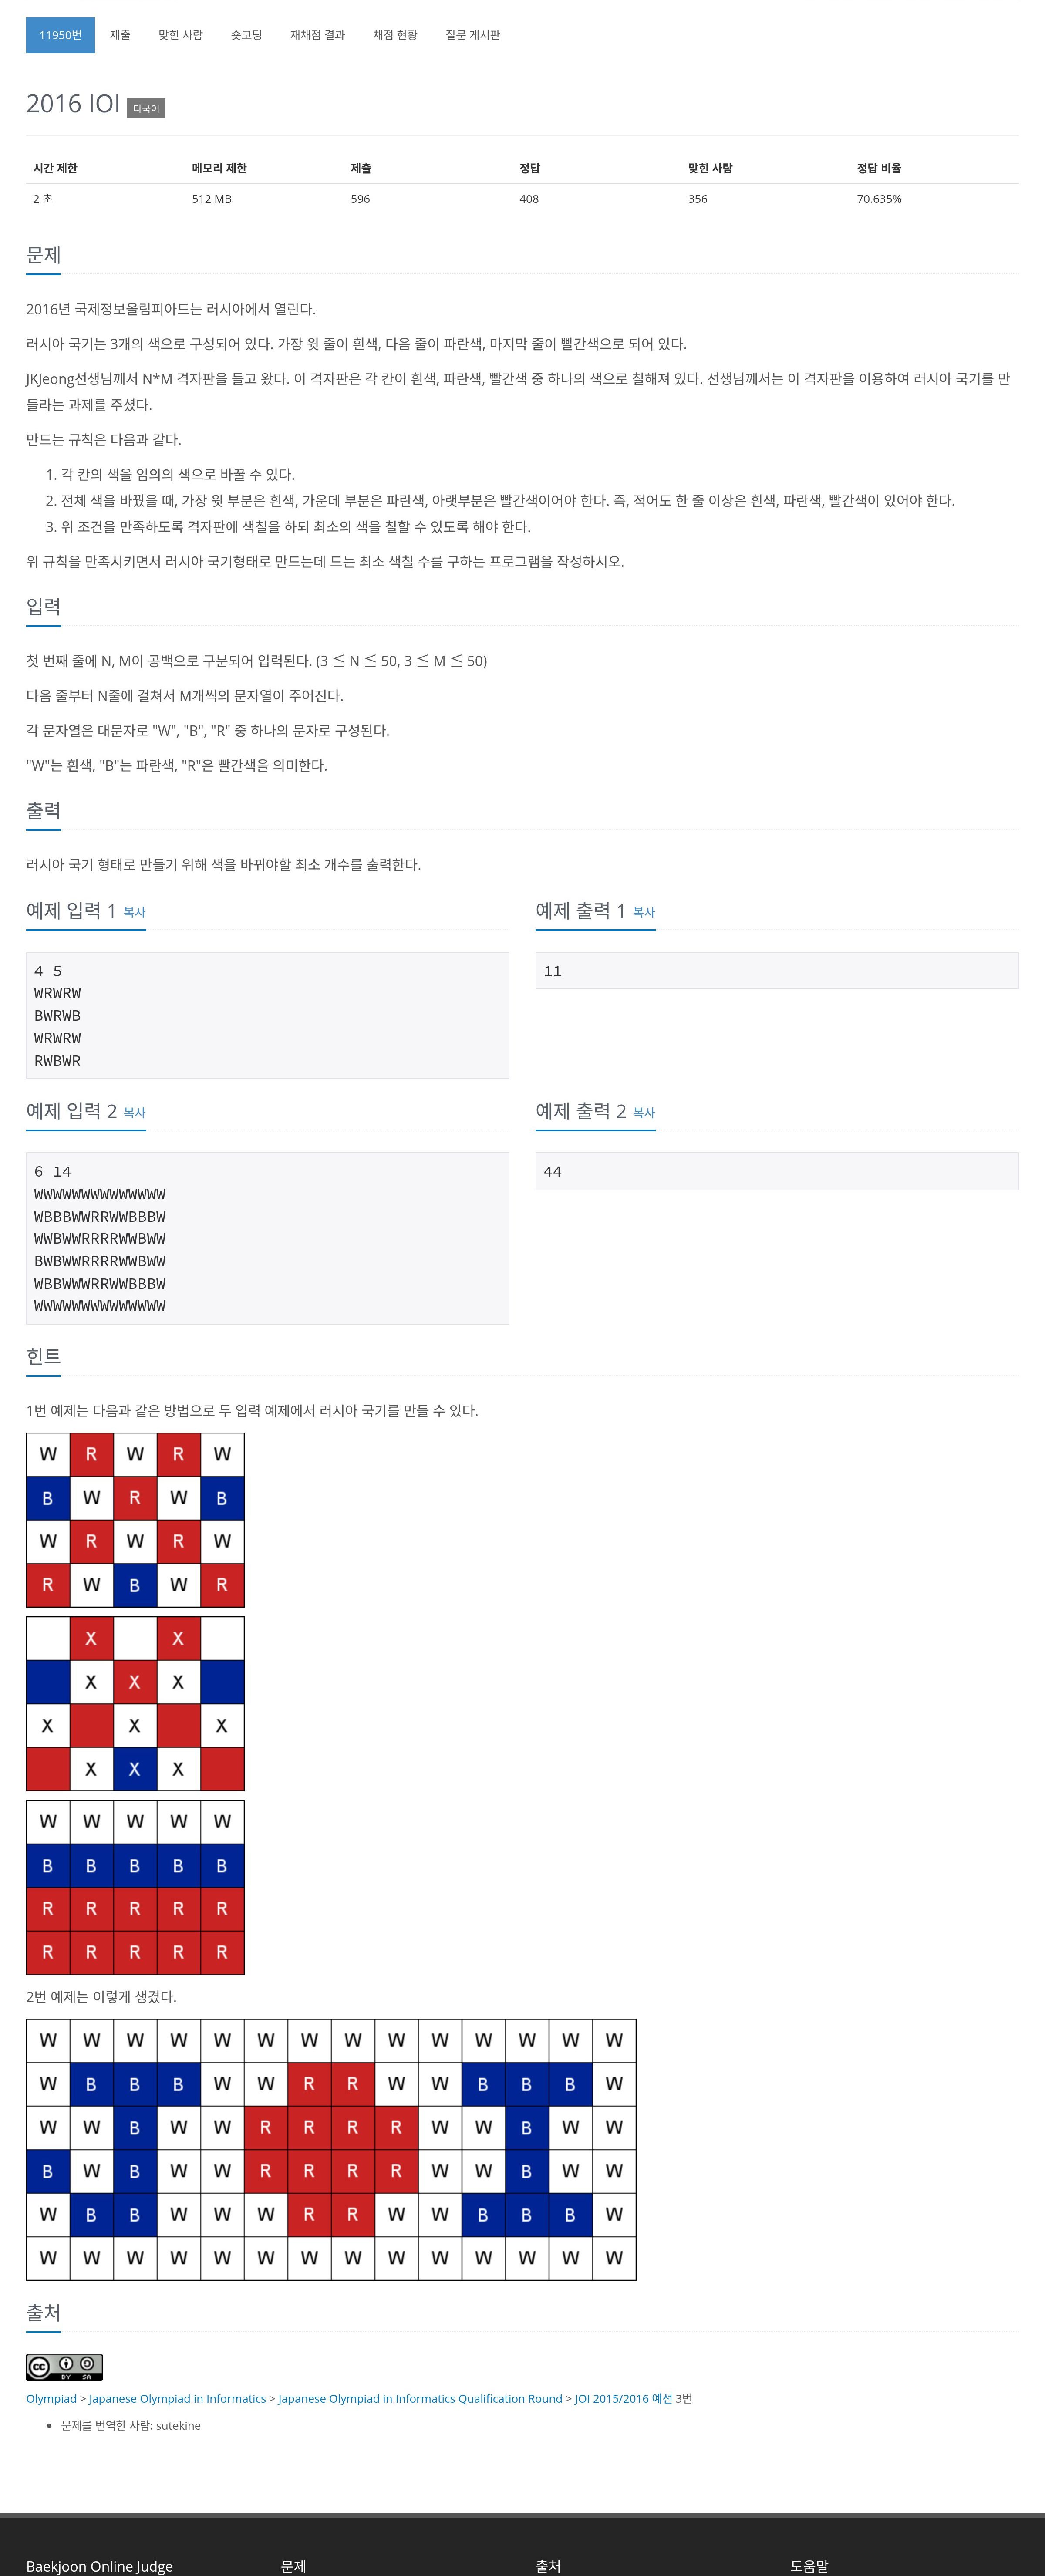 11950번 제출 맞힌 사람 숏코딩 재채점 결과 채점 현황 질문 게시판
2016 IOI 다국어
시간 제한 메모리 제한 제출 정답 맞힌 사람 정답 비율
2 초 512 MB 596 408 356 70.635%
문제
2016년 국제정보올림피아드는 러시아에서 열린다.
러시아 국기는 3개의 색으로 구성되어 있다. 가장 윗 줄이 흰색, 다음 줄이 파란색, 마지막 줄이 빨간색으로 되어 있다.
JKJeong선생님께서 N*M 격자판을 들고 왔다. 이 격자판은 각 칸이 흰색, 파란색, 빨간색 중 하나의 색으로 칠해져 있다. 선생님께서는 이 격자판을 이용하여 러시아 국기를 만
들라는 과제를 주셨다.
만드는 규칙은 다음과 같다.
1. 각 칸의 색을 임의의 색으로 바꿀 수 있다.
2. 전체 색을 바꿨을 때, 가장 윗 부분은 흰색, 가운데 부분은 파란색, 아랫부분은 빨간색이어야 한다. 즉, 적어도 한 줄 이상은 흰색, 파란색, 빨간색이 있어야 한다.
3. 위 조건을 만족하도록 격자판에 색칠을 하되 최소의 색을 칠할 수 있도록 해야 한다.
위 규칙을 만족시키면서 러시아 국기형태로 만드는데 드는 최소 색칠 수를 구하는 프로그램을 작성하시오.
입력
첫 번째 줄에 N, M이 공백으로 구분되어 입력된다. (3 ≦ N ≦ 50, 3 ≦ M ≦ 50)
다음 줄부터 N줄에 걸쳐서 M개씩의 문자열이 주어진다.
각 문자열은 대문자로 "W", "B", "R" 중 하나의 문자로 구성된다.
"W"는 흰색, "B"는 파란색, "R"은 빨간색을 의미한다.
출력
러시아 국기 형태로 만들기 위해 색을 바꿔야할 최소 개수를 출력한다.
예제 입력 1 복사
4 5
WRWRW
BWRWB
WRWRW
RWBWR
예제 출력 1 복사
11
예제 입력 2 복사
6 14
WWWWWWWWWWWWWW
WBBBWWRRWWBBBW
WWBWWRRRRWWBWW
BWBWWRRRRWWBWW
WBBWWWRRWWBBBW
WWWWWWWWWWWWWW
예제 출력 2 복사
44
힌트
1번 예제는 다음과 같은 방법으로 두 입력 예제에서 러시아 국기를 만들 수 있다.
W R W R W
B W R W B
W R W R W
R W B W R
X X
X X X
X X X
X X X
W W W W W
B B B B B
R R R R R
R R R R R
2번 예제는 이렇게 생겼다.
W W W W W W W W W W W W W W
W B B B W W R R W W B B B W
W W B W W R R R R W W B W W
B W B W W R R R R W W B W W
W B B W W W R R W W B B B W
W W W W W W W W W W W W W W
출처
cc BY SA
Olympiad > Japanese Olympiad in Informatics > Japanese Olympiad in Informatics Qualification Round > JOI 2015/2016 예선 3번
문제를 번역한 사람: sutekine
Baekjoon Online Judge 문제 출처 도움말